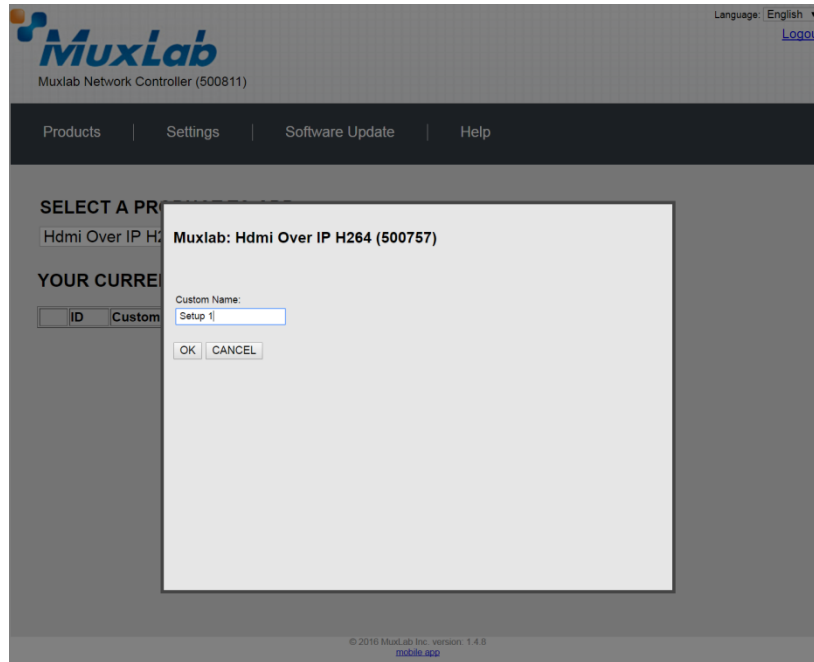 Language: English
Logou
MuxLab
Muxlab Network Controller (500811)
Products | Settings | Software Update | Help
SELECT A PR
Hdmi Over IP H2
Muxlab: Hdmi Over IP H264 (500757)
YOUR CURRE
Custom Name:
ID Custom
Setup 1
OK CANCEL
© 2016 MuxLab Inc. version: 1.4.8
mobile app